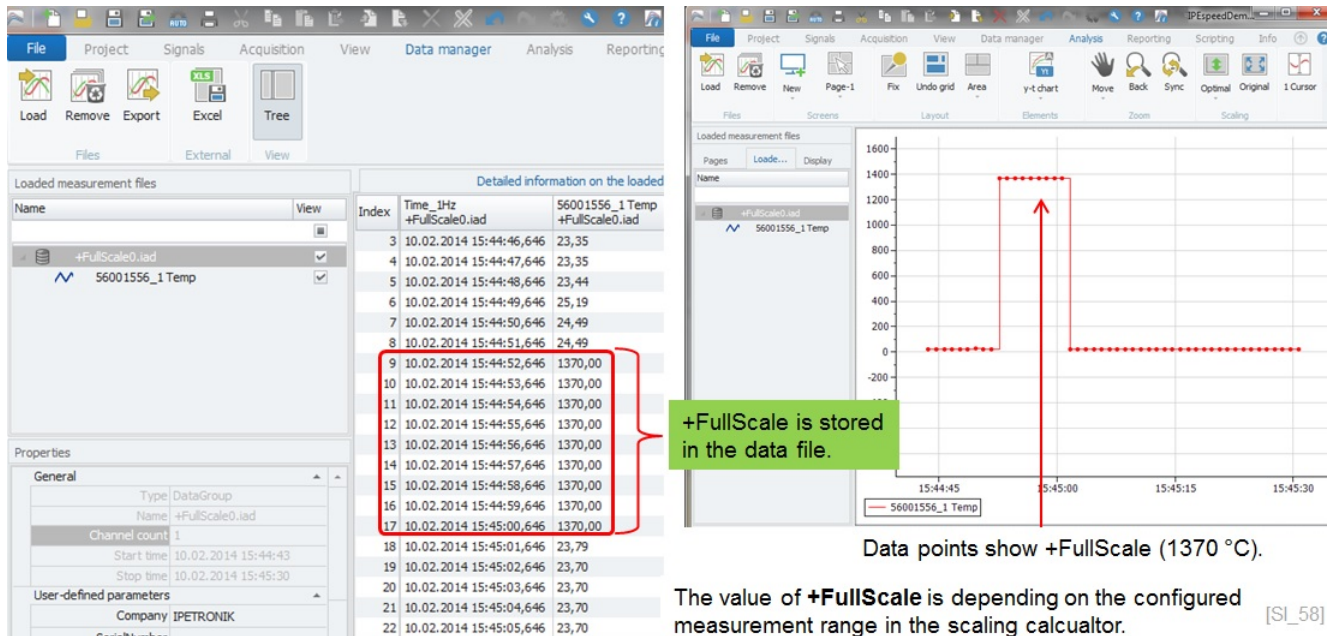 AUTO
File Project Signals Acquisition View Data manager Analysis Reporting
XLS
Load Remove Export Excel Tree
Files External View
Loaded measurement files
Name View
+FullScale0.iad
56001556_1 Temp
Properties
General
Type DataGroup
Name +FullScale0.iad
Channel count 1
Start time 10.02.2014 15:44:43
Stop time 10.02.2014 15:45:30
User-defined parameters
Company IPETRONIK
Detailed information on the loaded
Index Time_1Hz 56001556_1 Temp
+FullScale0.iad +FullScale0.iad
3 10.02.2014 15:44:46,646 23,35
4 10.02.2014 15:44:47,646 23,35
5 10.02.2014 15:44:48,646 23,44
6 10.02.2014 15:44:49,646 25,19
7 10.02.2014 15:44:50,646 24,49
8 10.02.2014 15:44:51,646 24,49
9 10.02.2014 15:44:52,646 1370,00
10 10.02.2014 15:44:53,646 1370,00
11 10.02.2014 15:44:54,646 1370,00
12 10.02.2014 15:44:55,646 1370,00
13 10.02.2014 15:44:56,646 1370,00
14 10.02.2014 15:44:57,646 1370,00
15 10.02.2014 15:44:58,646 1370,00
16 10.02.2014 15:44:59,646 1370,00
17 10.02.2014 15:45:00,646 1370,00
18 10.02.2014 15:45:01,646 23,79
19 10.02.2014 15:45:02,646 23,70
20 10.02.2014 15:45:03,646 23,70
21 10.02.2014 15:45:04,646 23,70
22 10.02.2014 15:45:05,646 23,70
+FullScale is stored
in the data file.
IPEspeedDem...
File Project Signals Acquisition View Data manager Analysis Reporting Scripting Info
Load Remove New Page-1 Fix Undo grid Area y-t chart Move Back Sync Optimal Original 1 Cursor
Files Screens Layout Elements Zoom Scaling
Loaded measurement files
Pages Loade... Display
Name
+FullScale0.iad
56001556_1 Temp
1600
1400
1200
1000
800
600
400
200
0
-200
15:44:45 15:45:00 15:45:15 15:45:30
56001556_1 Temp
Data points show +FullScale (1370 °C).
The value of +FullScale is depending on the configured
measurement range in the scaling calcualtor.
[SI_58]